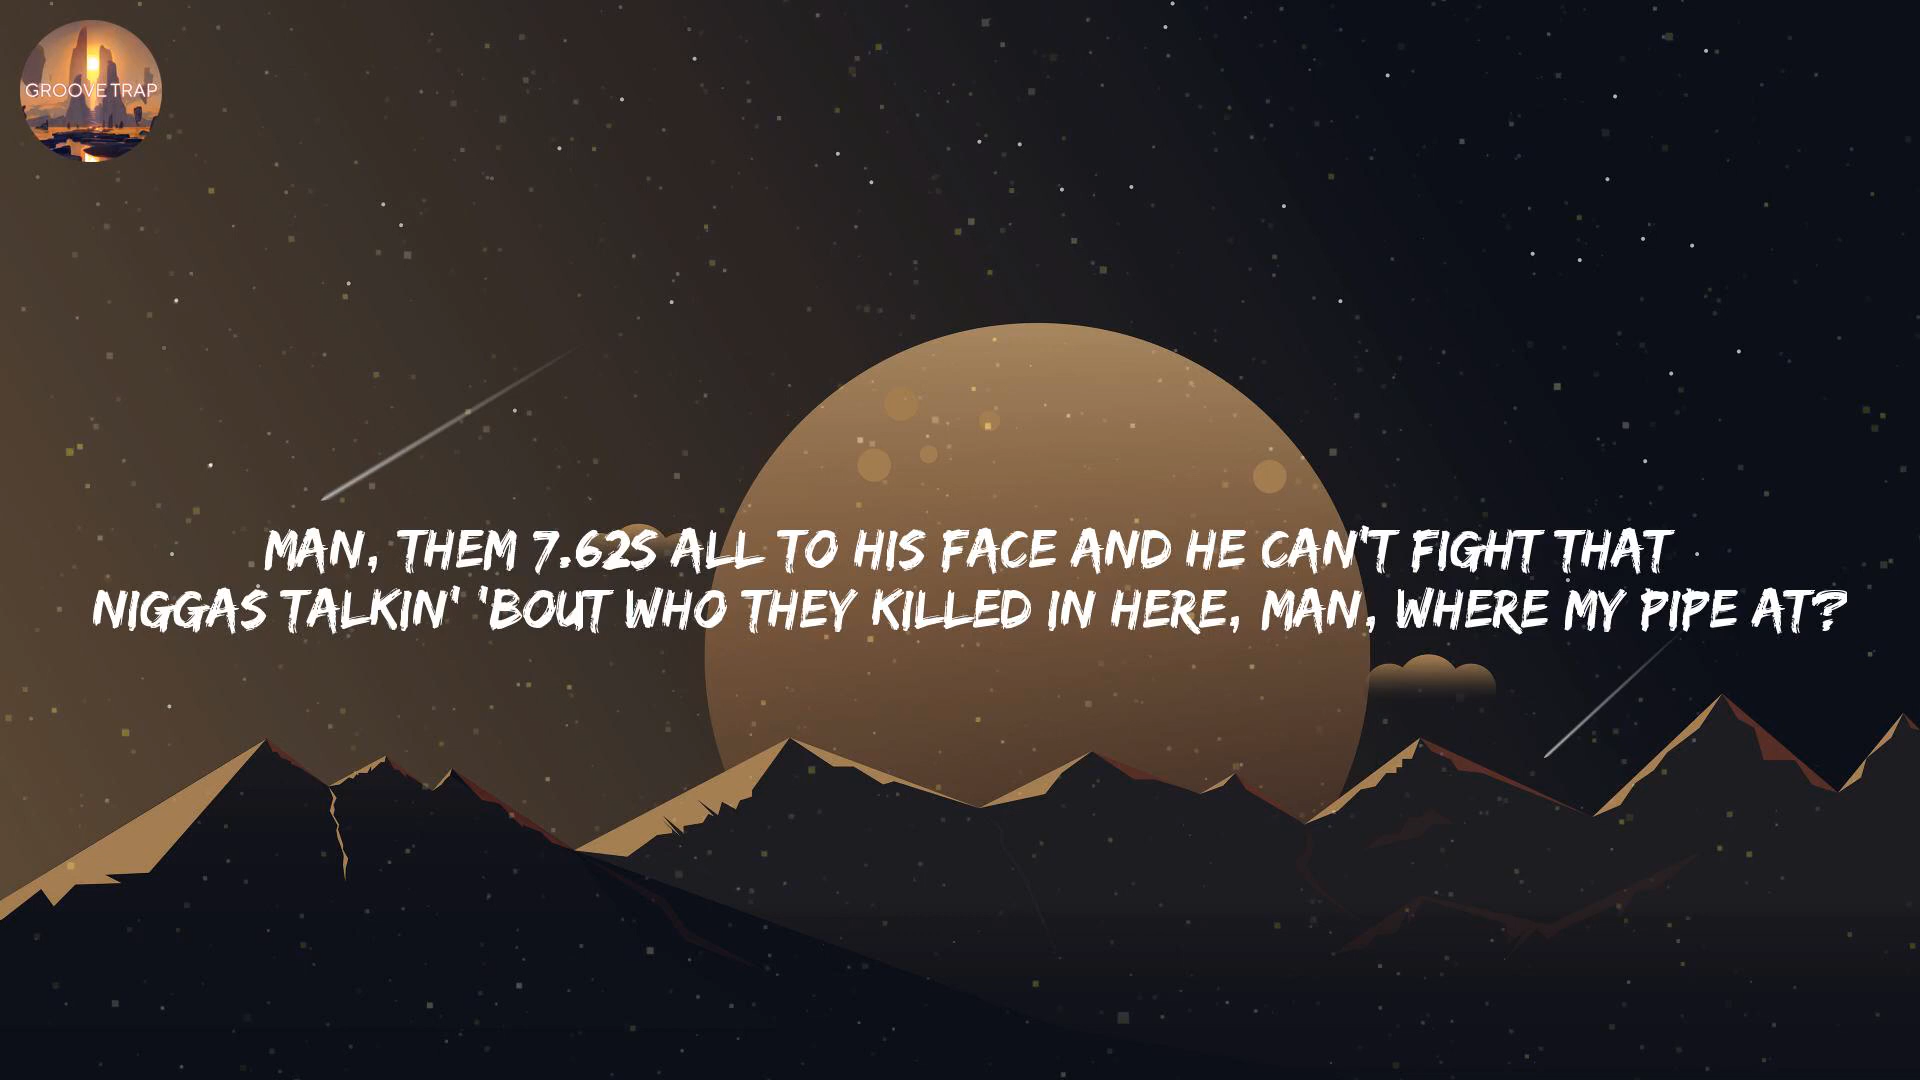 GROOVE TRAP
MAN, THEM 7.62S ALL TO HIS FACE AND HE CAN'T FIGHT THAT
NIGGAS TALKIN' 'BOUT WHO THEY KILLED IN HERE, MAN, WHERE MY PIPE AT?